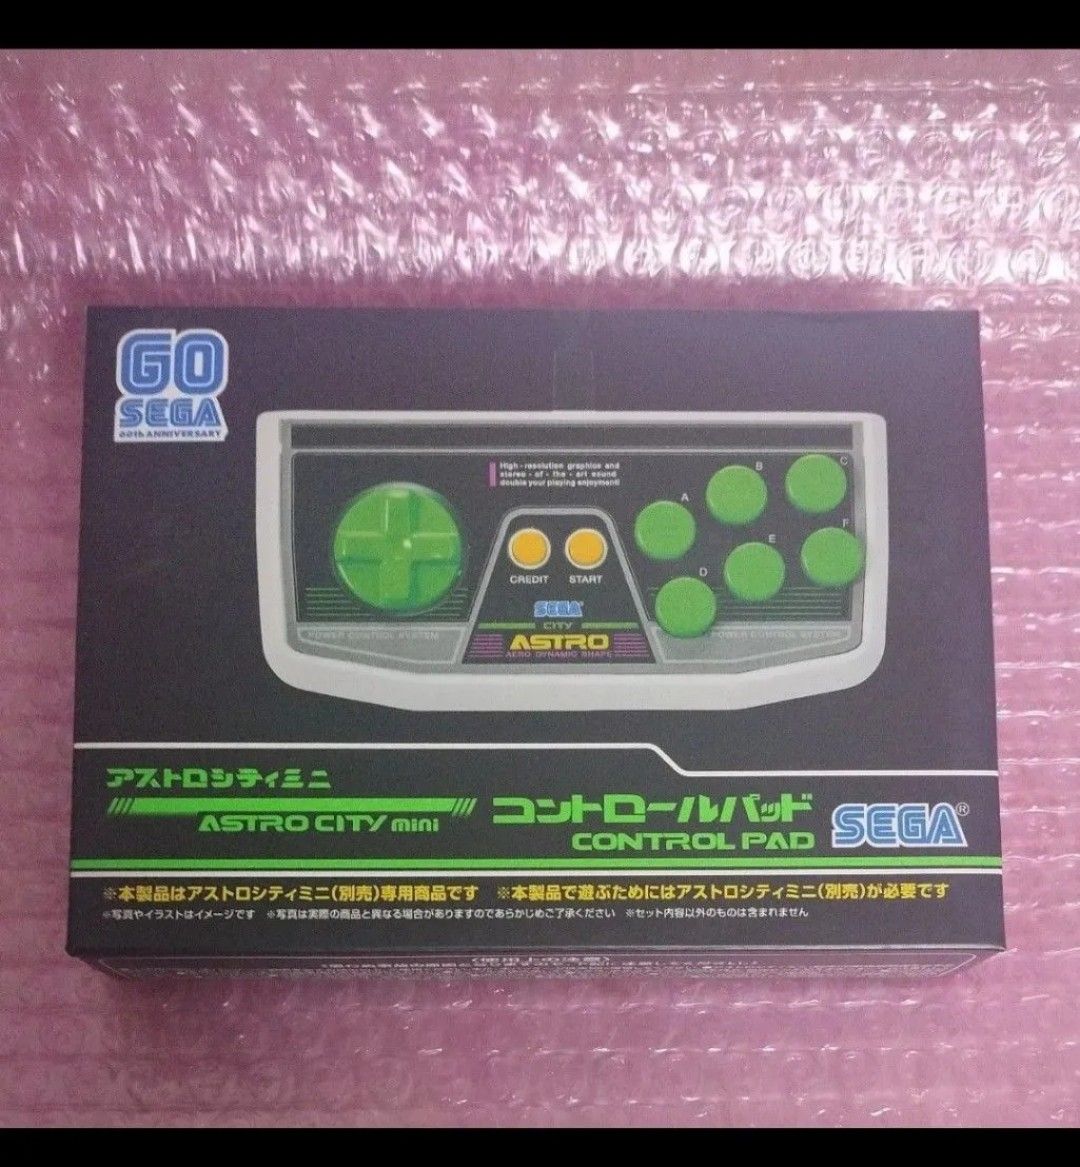 GO
SEGA
60th ANNIVERSARY
High-resolution graphics and
stereo-of-the-art sound
double your playing enjoyment!
A
B
C
D
E
F
CREDIT
START
SEGA
CITY
ASTRO
AERO DYNAMIC SHAPE
POWER CONTROL SYSTEM
POWER CONTROL SYSTEM
アストロシティミニ
ASTRO CITY mini
コントロールパッド
CONTROL PAD
SEGA®
※本製品はアストロシティミニ(別売)専用商品です ※本製品で遊ぶためにはアストロシティミニ(別売)が必要です
※写真やイラストはイメージです ※写真は実際の商品と異なる場合がありますのであらかじめご了承ください ※セット内容以外のものは含まれません
〈使用上の注意〉